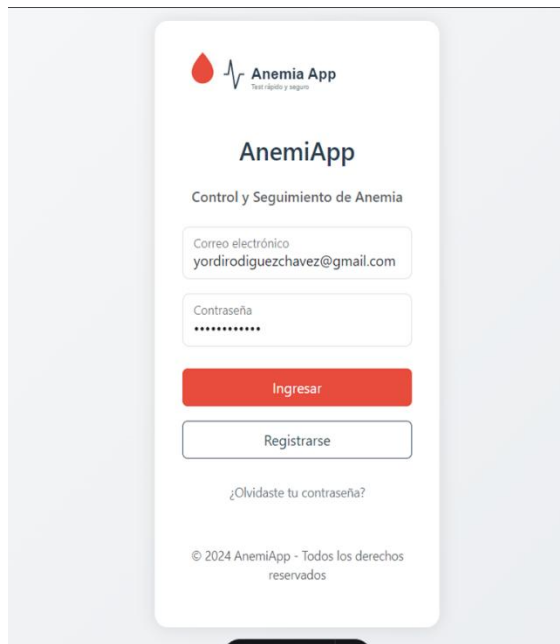 Anemia App
Test rápido y seguro
AnemiApp
Control y Seguimiento de Anemia
Correo electrónico
yordirodiguezchavez@gmail.com
Contraseña
••••••••••••
Ingresar
Registrarse
¿Olvidaste tu contraseña?
© 2024 AnemiApp - Todos los derechos
reservados